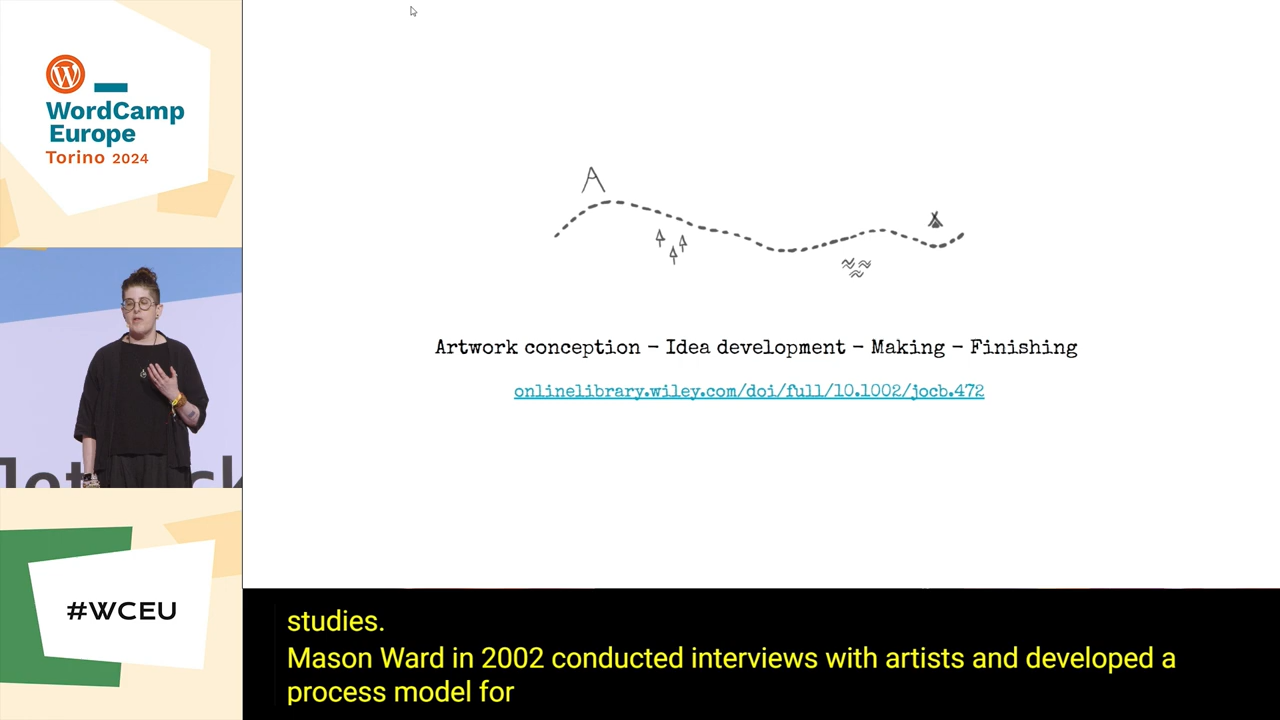 WordCamp
Europe
Torino 2024
A
Artwork conception – Idea development – Making – Finishing
onlinelibrary.wiley.com/doi/full/10.1002/jocb.472
#WCEU
studies.
Mason Ward in 2002 conducted interviews with artists and developed a
process model for